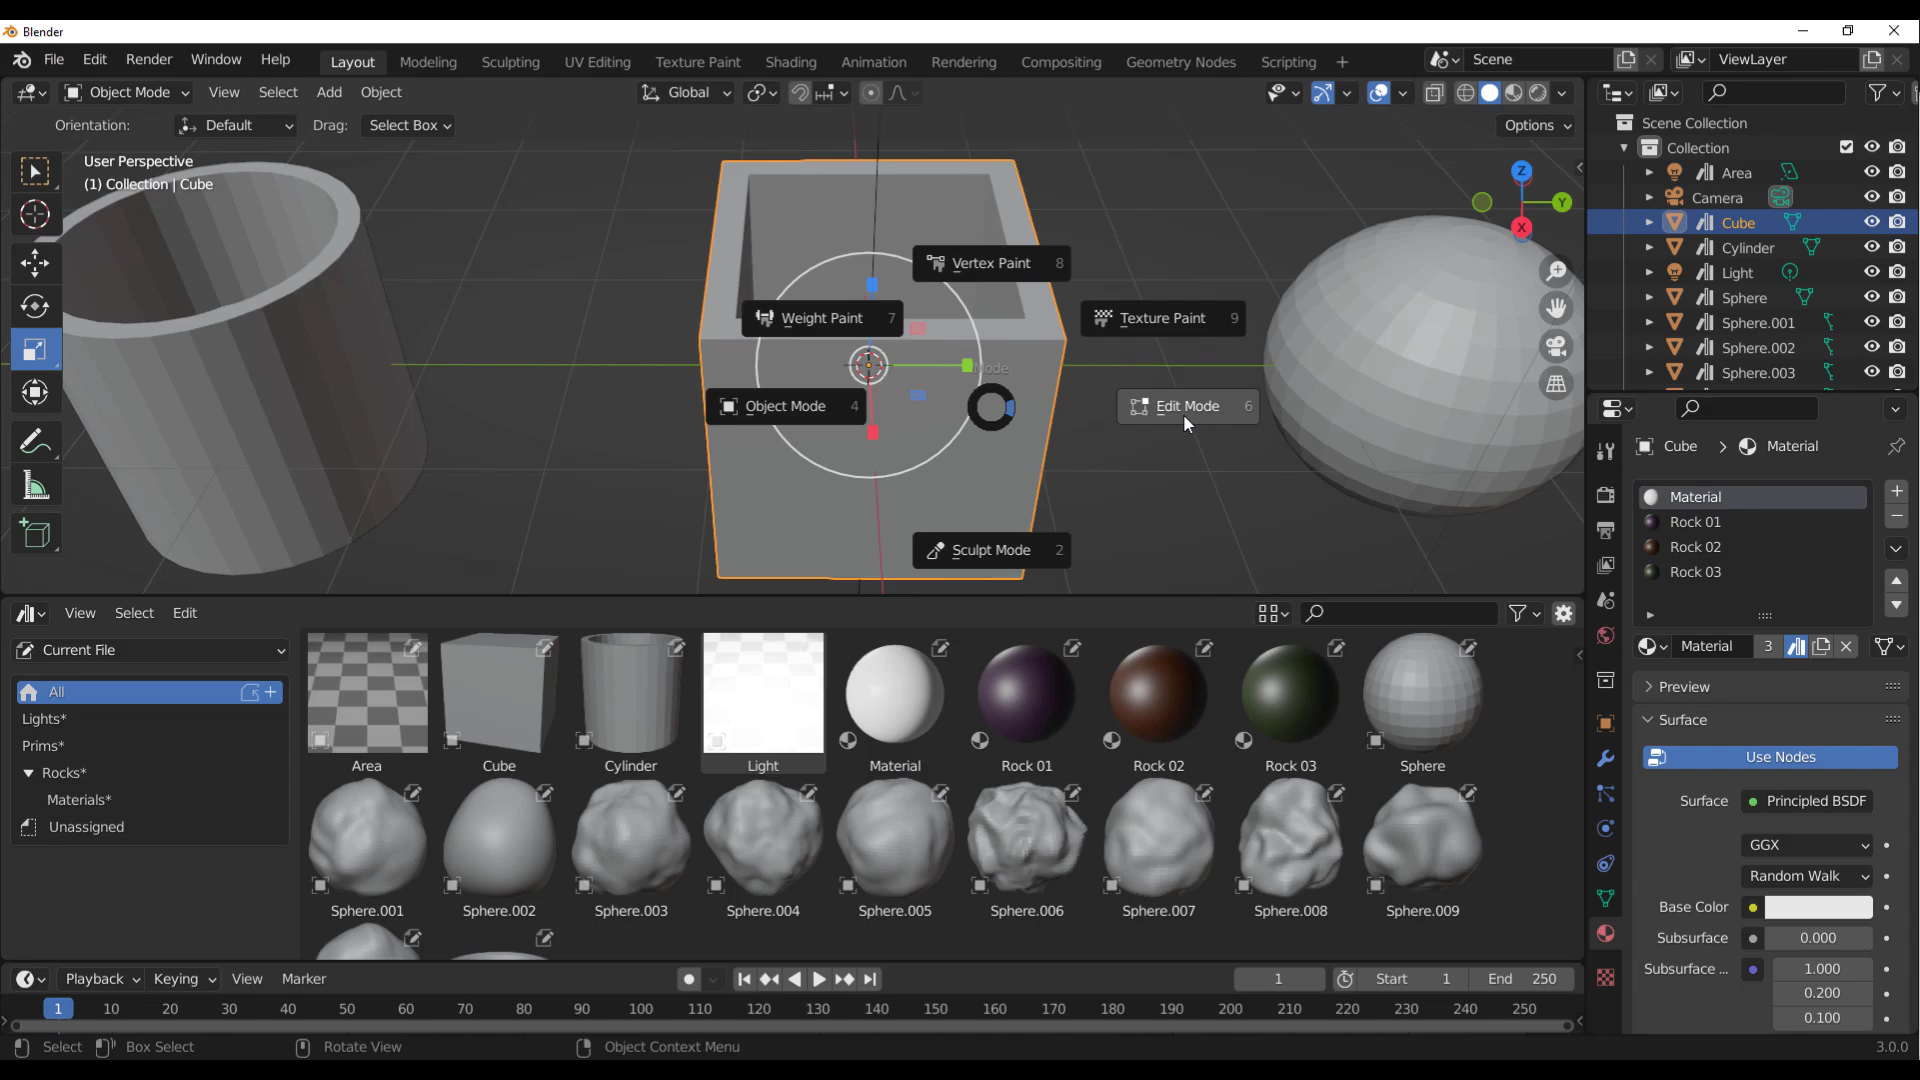 Blender
File Edit Render Window Help Layout Modeling Sculpting UV Editing Texture Paint Shading Animation Rendering Compositing Geometry Nodes Scripting + Scene ViewLayer
Object Mode View Select Add Object Global
Orientation: Default Drag: Select Box Options
User Perspective
(1) Collection | Cube
Z
Y
X
Vertex Paint 8
Weight Paint 7
Texture Paint 9
Mode
Object Mode 4
Edit Mode 6
Sculpt Mode 2
Scene Collection
Collection
Area
Camera
Cube
Cylinder
Light
Sphere
Sphere.001
Sphere.002
Sphere.003
Cube > Material
Material
Rock 01
Rock 02
Rock 03
Material 3
Preview
Surface
Use Nodes
Surface Principled BSDF
GGX
Random Walk
Base Color
Subsurface 0.000
Subsurface ... 1.000
0.200
0.100
View Select Edit
Current File
All
Lights*
Prims*
Rocks*
Materials*
Unassigned
Area Cube Cylinder Light Material Rock 01 Rock 02 Rock 03 Sphere
Sphere.001 Sphere.002 Sphere.003 Sphere.004 Sphere.005 Sphere.006 Sphere.007 Sphere.008 Sphere.009
Playback Keying View Marker 1 Start 1 End 250
1 10 20 30 40 50 60 70 80 90 100 110 120 130 140 150 160 170 180 190 200 210 220 230 240 250
Select Box Select Rotate View Object Context Menu 3.0.0